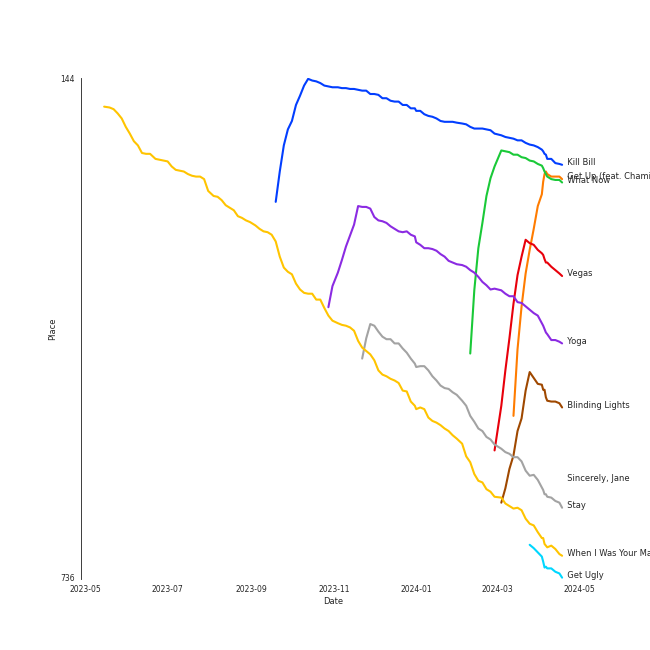 144
Place
736
2023-05
2023-07
2023-09
2023-11
2024-01
2024-03
2024-05
Date
Kill Bill
Get Up (feat. Chami
What Now
Vegas
Yoga
Blinding Lights
Sincerely, Jane
Stay
When I Was Your Ma
Get Ugly